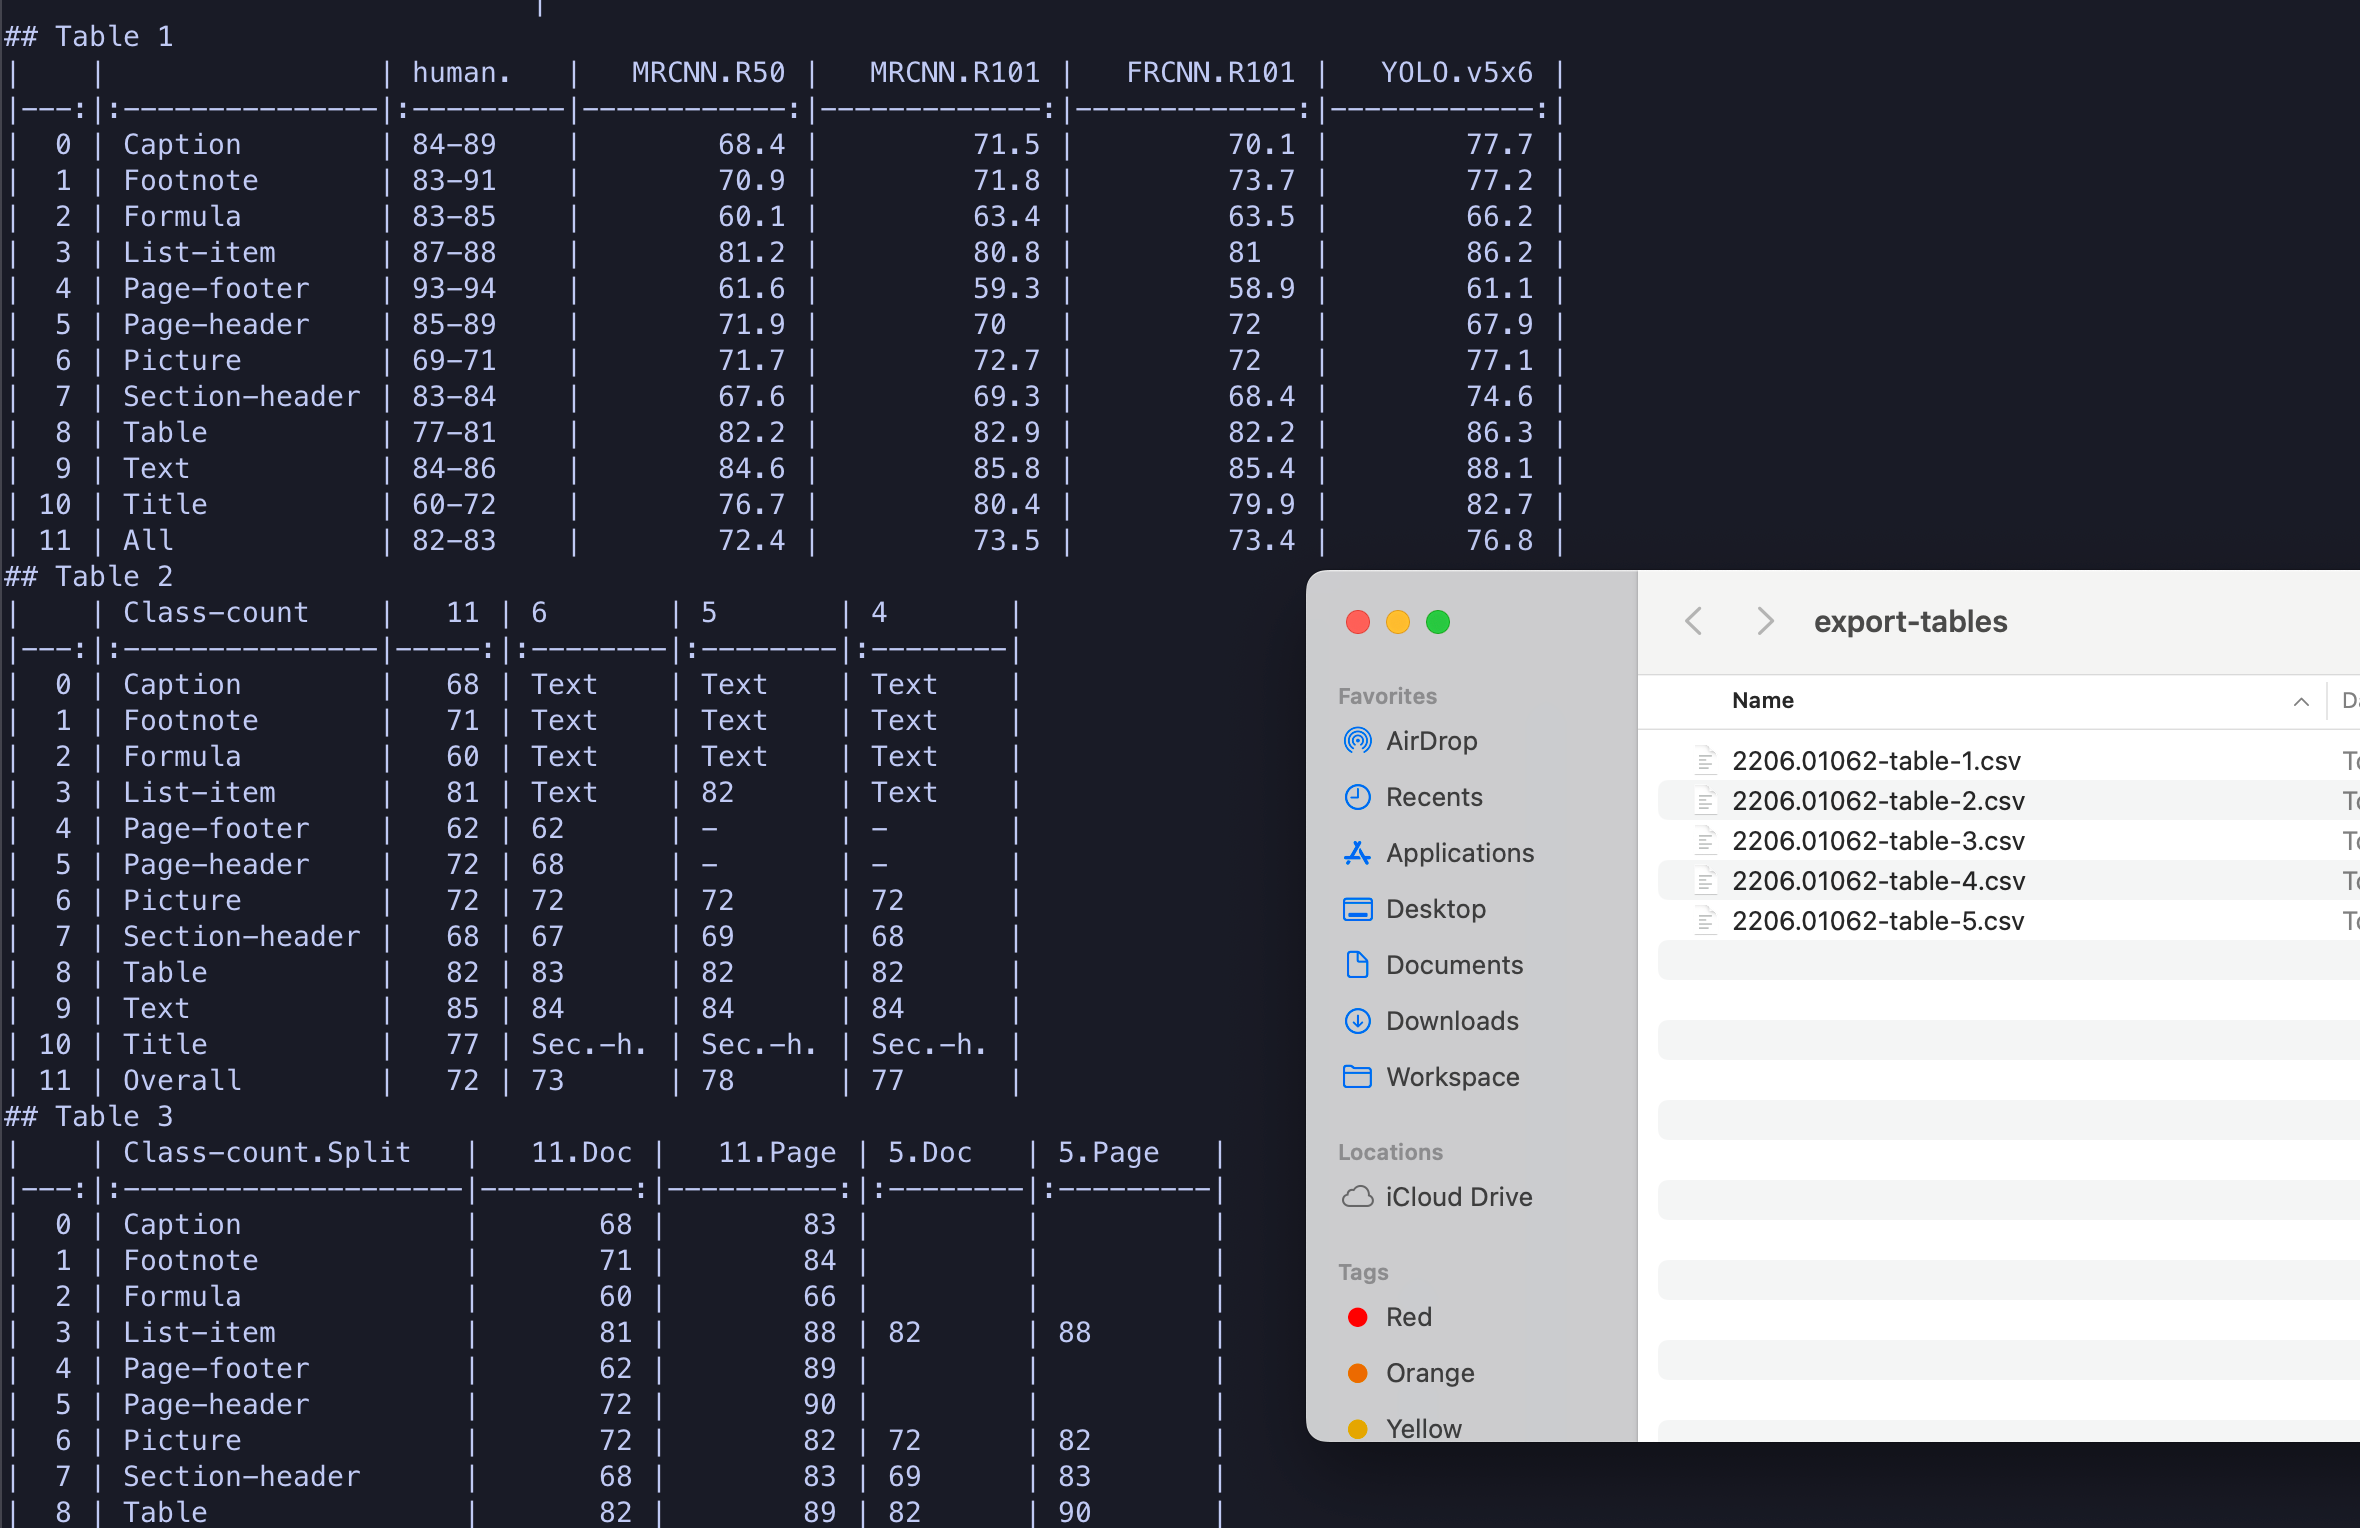 ## Table 1
|    |                | human.   |   MRCNN.R50 |   MRCNN.R101 |   FRCNN.R101 |   YOLO.v5x6 |
|---:|:---------------|:---------|------------:|-------------:|-------------:|------------:|
|  0 | Caption        | 84-89    |        68.4 |         71.5 |         70.1 |        77.7 |
|  1 | Footnote       | 83-91    |        70.9 |         71.8 |         73.7 |        77.2 |
|  2 | Formula        | 83-85    |        60.1 |         63.4 |         63.5 |        66.2 |
|  3 | List-item      | 87-88    |        81.2 |         80.8 |         81   |        86.2 |
|  4 | Page-footer    | 93-94    |        61.6 |         59.3 |         58.9 |        61.1 |
|  5 | Page-header    | 85-89    |        71.9 |         70   |         72   |        67.9 |
|  6 | Picture        | 69-71    |        71.7 |         72.7 |         72   |        77.1 |
|  7 | Section-header | 83-84    |        67.6 |         69.3 |         68.4 |        74.6 |
|  8 | Table          | 77-81    |        82.2 |         82.9 |         82.2 |        86.3 |
|  9 | Text           | 84-86    |        84.6 |         85.8 |         85.4 |        88.1 |
| 10 | Title          | 60-72    |        76.7 |         80.4 |         79.9 |        82.7 |
| 11 | All            | 82-83    |        72.4 |         73.5 |         73.4 |        76.8 |
## Table 2
|    | Class-count    |   11 | 6       | 5       | 4       |
|---:|:---------------|-----:|:--------|:--------|:--------|
|  0 | Caption        |   68 | Text    | Text    | Text    |
|  1 | Footnote       |   71 | Text    | Text    | Text    |
|  2 | Formula        |   60 | Text    | Text    | Text    |
|  3 | List-item      |   81 | Text    | 82      | Text    |
|  4 | Page-footer    |   62 | 62      | -       | -       |
|  5 | Page-header    |   72 | 68      | -       | -       |
|  6 | Picture        |   72 | 72      | 72      | 72      |
|  7 | Section-header |   68 | 67      | 69      | 68      |
|  8 | Table          |   82 | 83      | 82      | 82      |
|  9 | Text           |   85 | 84      | 84      | 84      |
| 10 | Title          |   77 | Sec.-h. | Sec.-h. | Sec.-h. |
| 11 | Overall        |   72 | 73      | 78      | 77      |
## Table 3
|    | Class-count.Split   |   11.Doc |   11.Page | 5.Doc   | 5.Page   |
|---:|:--------------------|---------:|----------:|:--------|:---------|
|  0 | Caption             |       68 |        83 |         |          |
|  1 | Footnote            |       71 |        84 |         |          |
|  2 | Formula             |       60 |        66 |         |          |
|  3 | List-item           |       81 |        88 | 82      | 88       |
|  4 | Page-footer         |       62 |        89 |         |          |
|  5 | Page-header         |       72 |        90 |         |          |
|  6 | Picture             |       72 |        82 | 72      | 82       |
|  7 | Section-header      |       68 |        83 | 69      | 83       |
|  8 | Table               |       82 |        89 | 82      | 90       |
Favorites
AirDrop
Recents
Applications
Desktop
Documents
Downloads
Workspace
Locations
iCloud Drive
Tags
Red
Orange
Yellow
export-tables
Name
2206.01062-table-1.csv
2206.01062-table-2.csv
2206.01062-table-3.csv
2206.01062-table-4.csv
2206.01062-table-5.csv